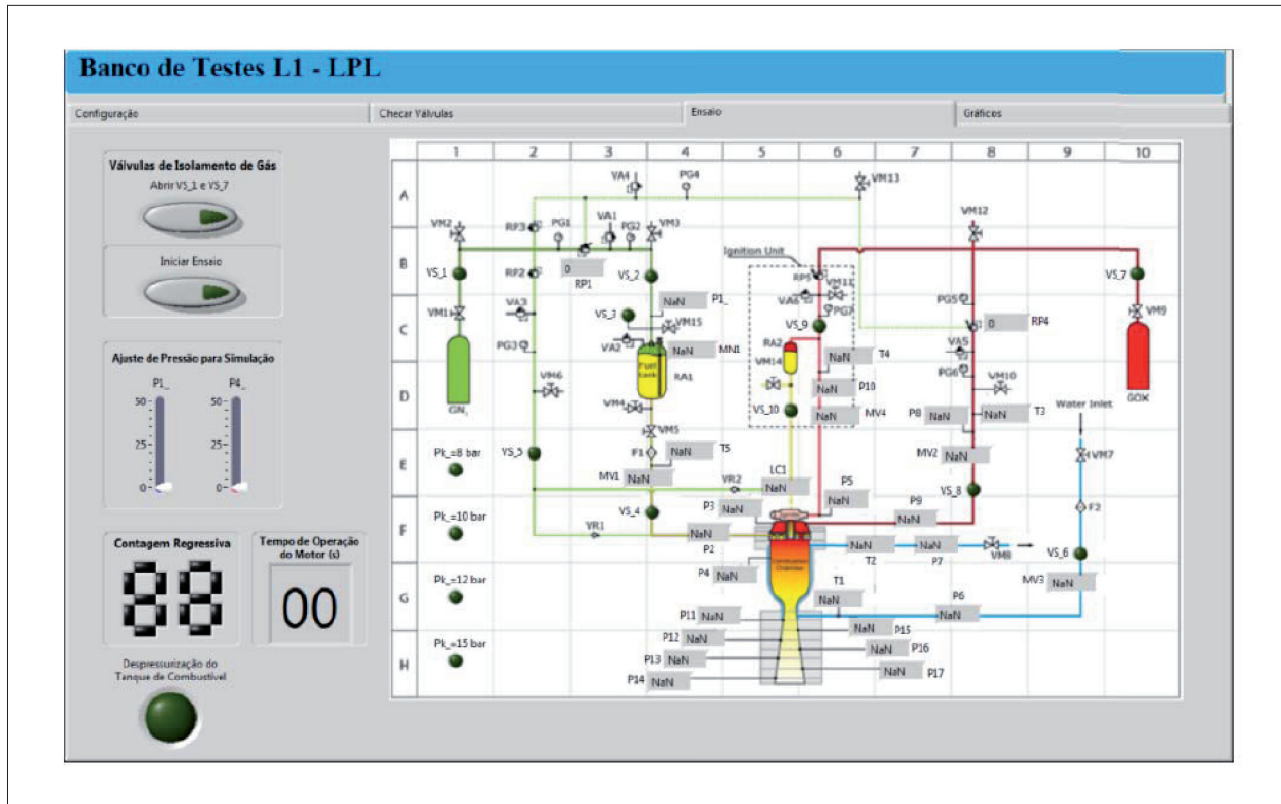 Banco de Testes L1 - LPL
Configuração
Checar Válvulas
Ensaio
Gráficos
Válvulas de Isolamento de Gás
Abrir VS_1 e VS_7
Iniciar Ensaio
Ajuste de Pressão para Simulação
P1_ P4_
50 50
25 25
0 0
Contagem Regressiva
88
Tempo de Operação
do Motor (s)
00
Despressurização do
Tanque de Combustível
1 2 3 4 5 6 7 8 9 10
A
B
C
D
E
F
G
H
VA4
PG4
VM13
VM2
RP3
PG1
VA1
PG2
VM3
VM12
Ignition Unit
VS_1
RP2
0
RP1
VS_2
RP5
VM11
VS_7
NaN P1_
VA6
PG7
PG5
VM1
VA3
VS_3
VM15
VS_9
0 RP4
VM9
PG3
VA2
Fuel
tank
NaN MN1
RA1
RA2
VM14
NaN T4
VA5
PG6
VM10
VM6
NaN P10
GN2
VM4
VS_10
NaN MV4
P8 NaN
NaN T3
GOX
Water Inlet
VM5
Pk_=8 bar
VS_5
F1
NaN T5
MV1 NaN
VR2
LC1
NaN
MV2 NaN
VM7
P5
NaN
VS_8
Pk_=10 bar
VS_4
P3 NaN
P9
NaN
F2
VR1
NaN
P2
NaN
T2
NaN
P7
VM8
VS_6
Combustion
Chamber
P4 NaN
MV3 NaN
Pk_=12 bar
T1
NaN
P6
NaN
P11 NaN
NaN P15
P12 NaN
NaN P16
Pk_=15 bar
P13 NaN
NaN P17
P14 NaN